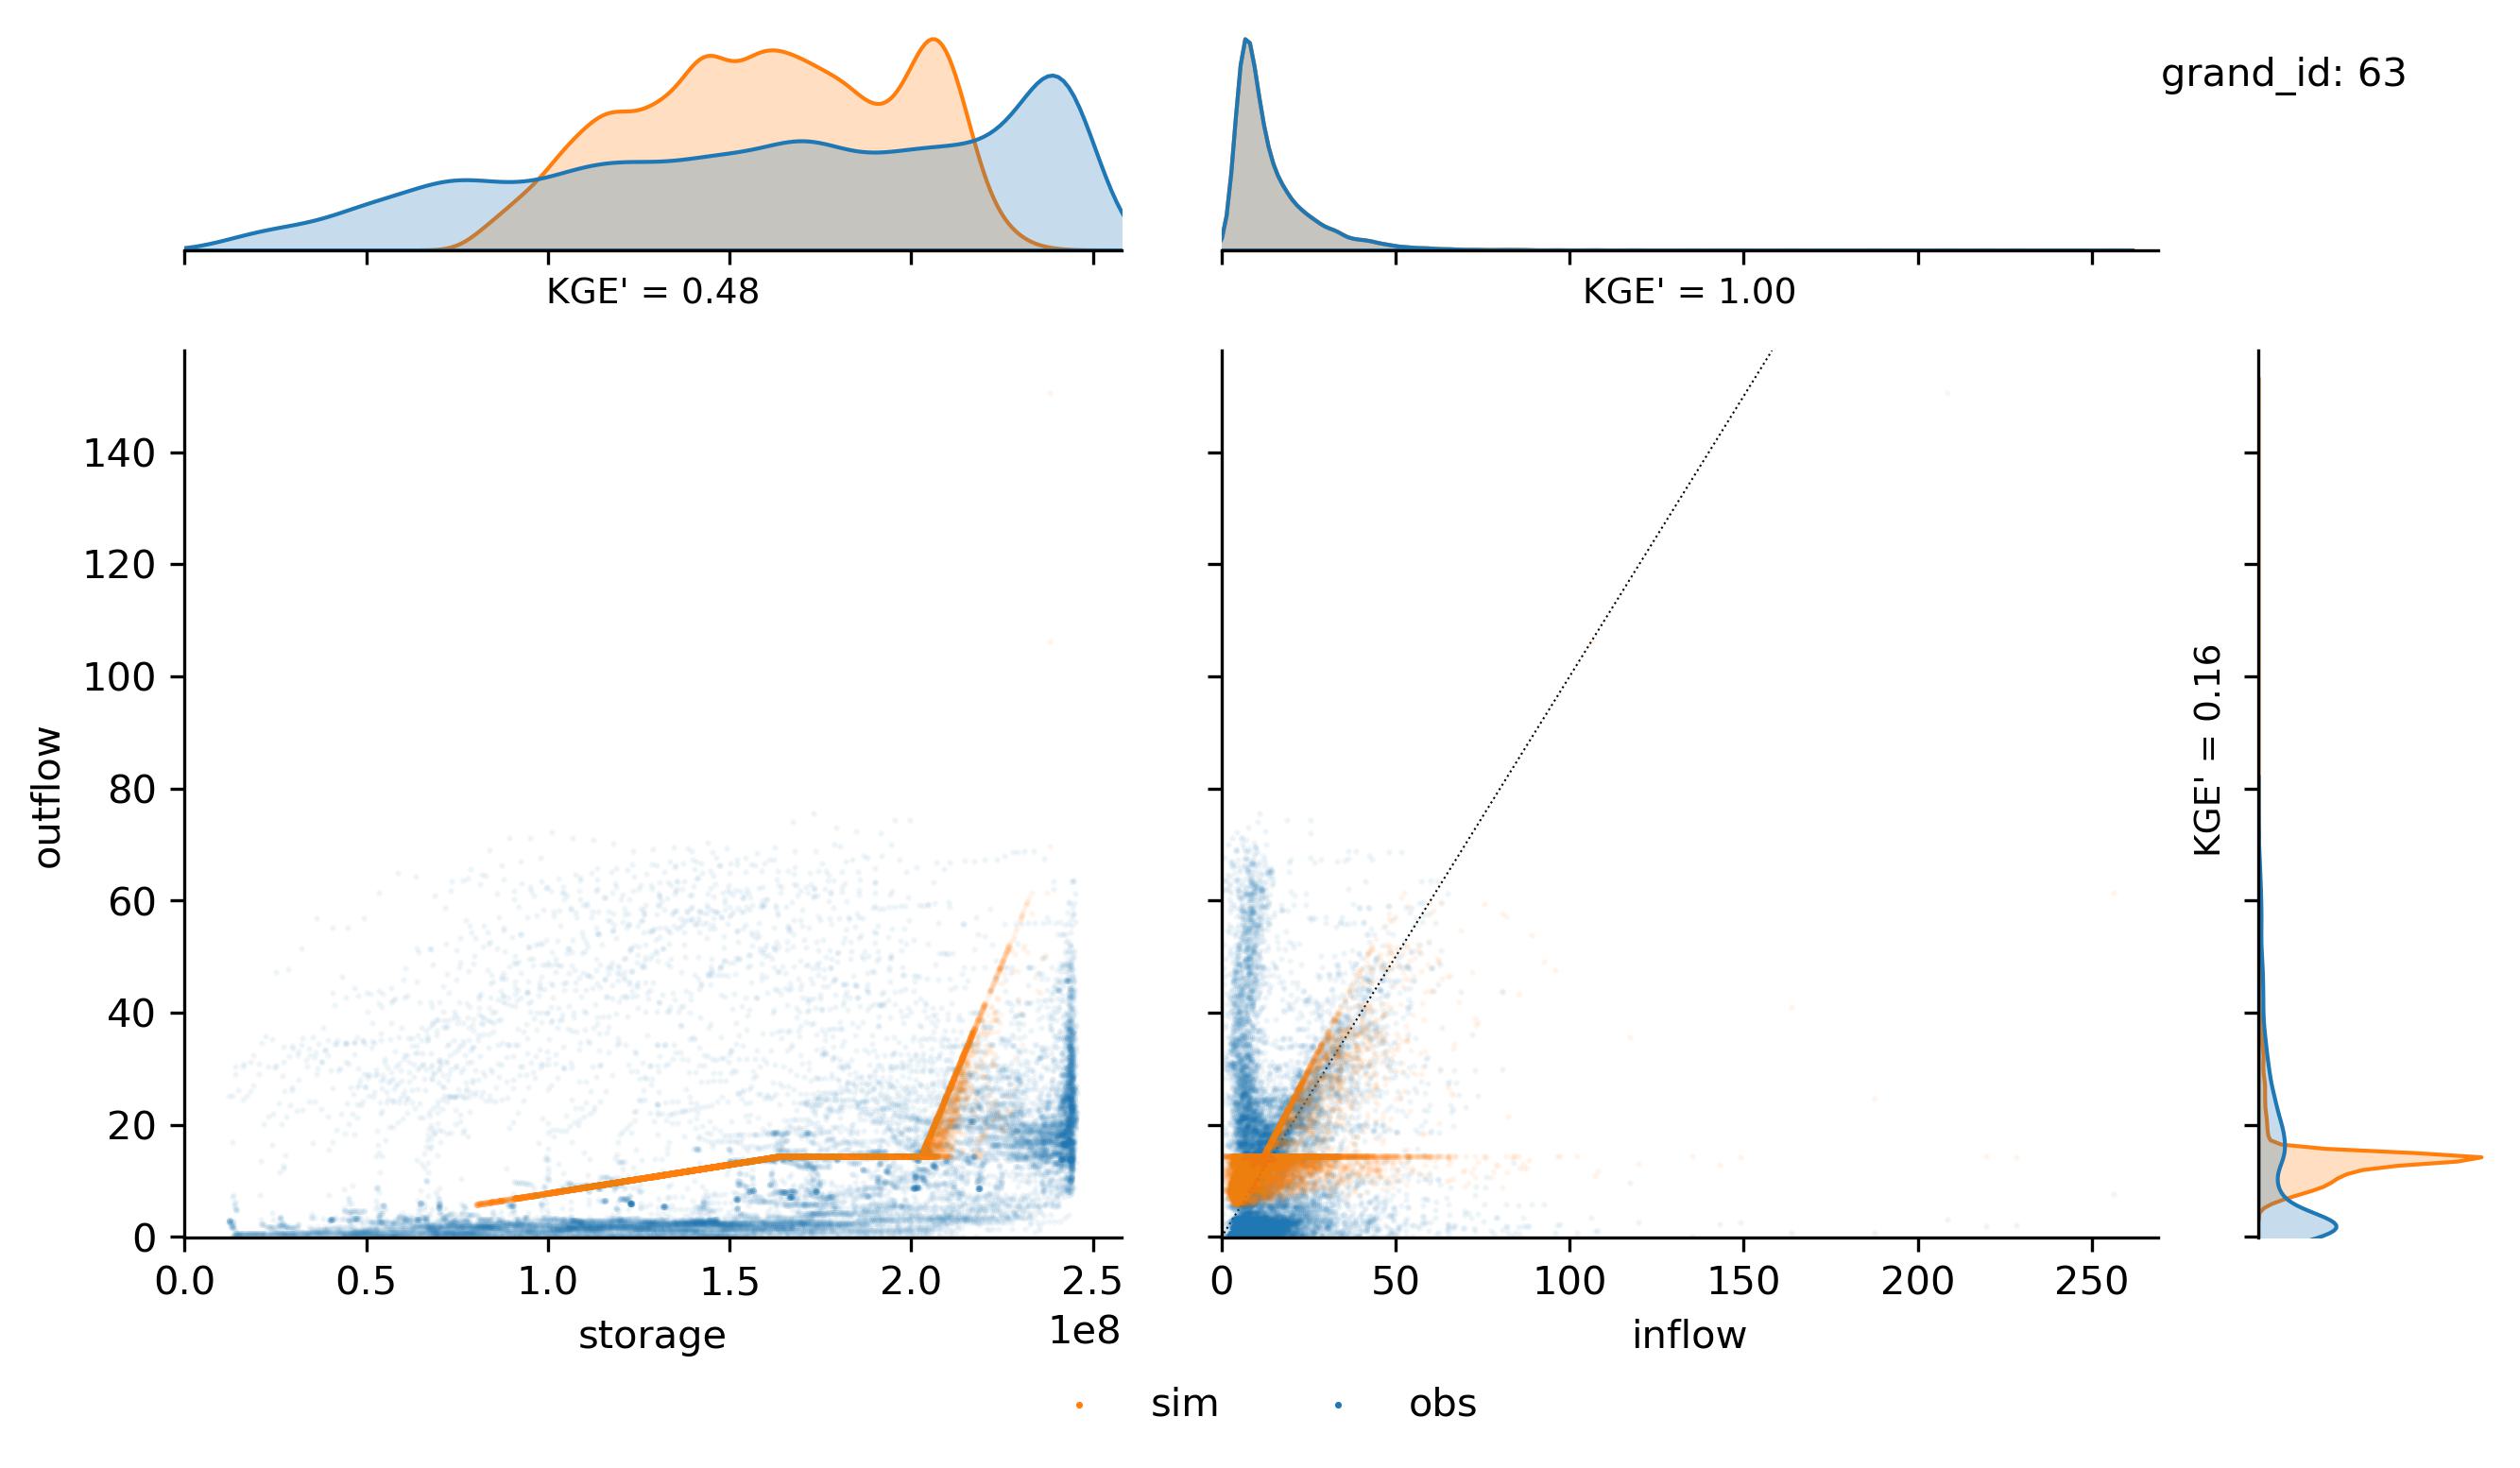 grand_id: 63
KGE' = 0.48
KGE' = 1.00
140
120
100
80
60
40
20
0
outflow
KGE' = 0.16
0.0 0.5 1.0 1.5 2.0 2.5
1e8
storage
0 50 100 150 200 250
inflow
sim obs